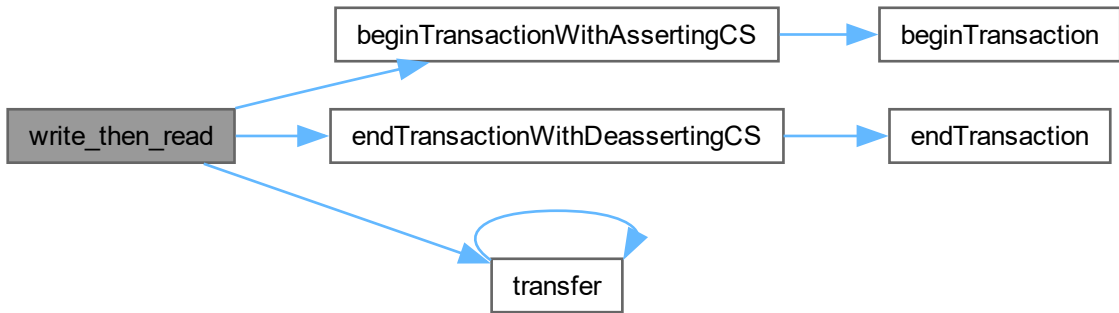 beginTransactionWithAssertingCS
beginTransaction
write_then_read
endTransactionWithDeassertingCS
endTransaction
transfer